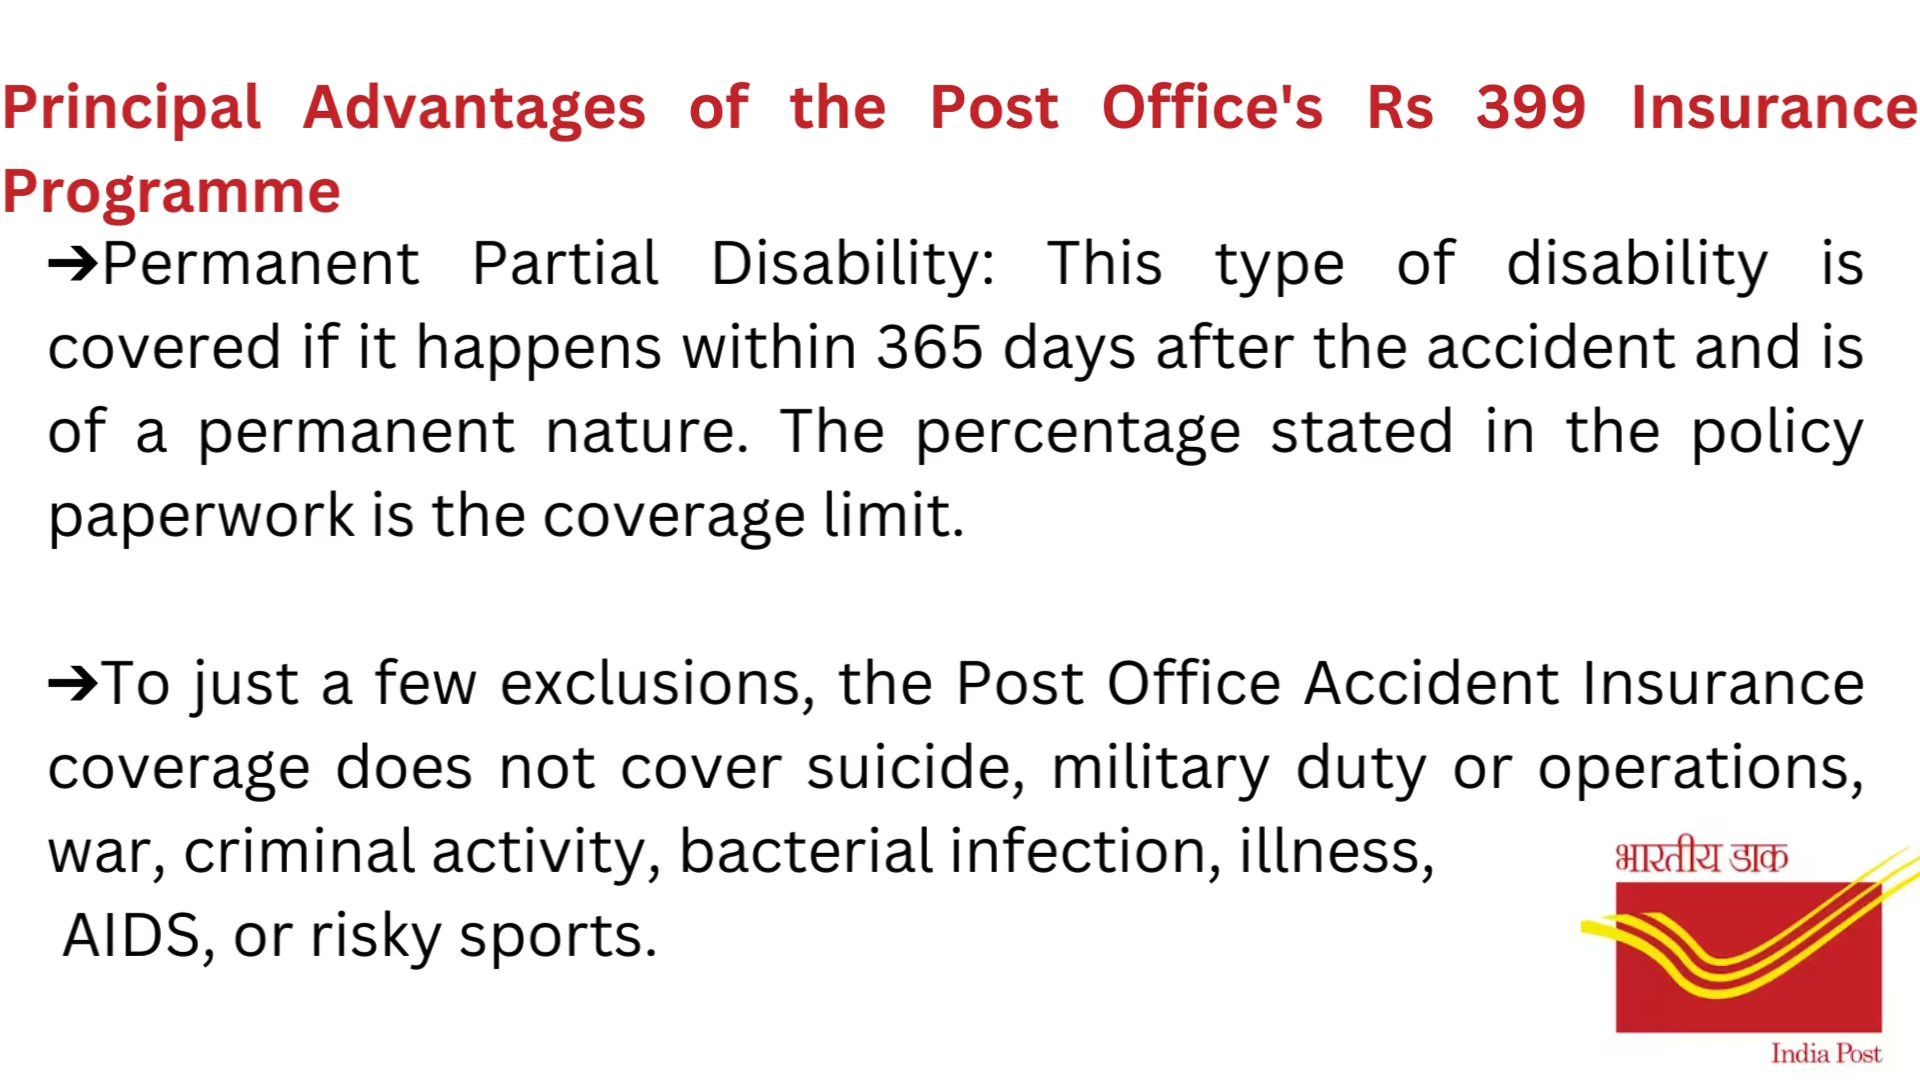 Principal Advantages of the Post Office's Rs 399 Insurance
Programme
➔Permanent Partial Disability: This type of disability is
covered if it happens within 365 days after the accident and is
of a permanent nature. The percentage stated in the policy
paperwork is the coverage limit.
➔To just a few exclusions, the Post Office Accident Insurance
coverage does not cover suicide, military duty or operations,
war, criminal activity, bacterial infection, illness,
AIDS, or risky sports.
भारतीय डाक
India Post